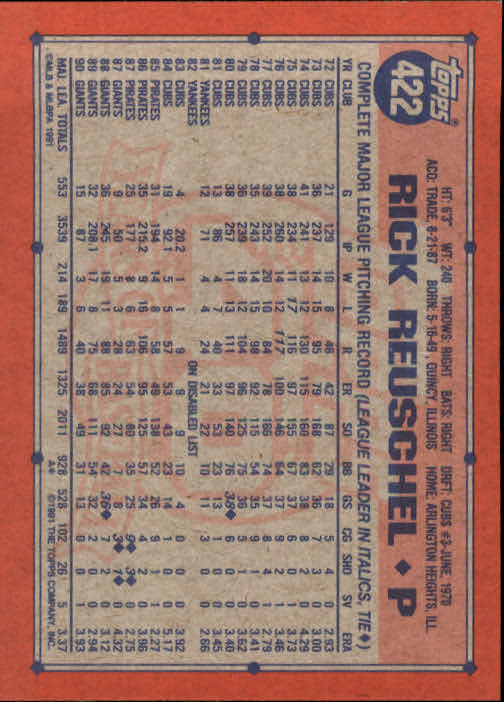 topps®
422
HT: 6'3" WT: 240 THROWS: RIGHT BATS: RIGHT DRFT: CUBS #3-JUNE, 1970
ACQ: TRADE, 8-21-87 BORN: 5-16-49, QUINCY, ILLINOIS HOME: ARLINGTON HEIGHTS, ILL
RICK REUSCHEL ♦ P
COMPLETE MAJOR LEAGUE PITCHING RECORD (LEAGUE LEADER IN ITALICS, TIE♦)
YR CLUB G IP W L R ER SO BB GS CG SHO SV ERA
72 CUBS 21 129 10 8 46 42 87 29 18 5 4 0 2.93
73 CUBS 36 237 14 15 95 79 168 62 36 7 3 0 3.00
74 CUBS 41 241 13 12 130 115 160 83 38 8 2 0 4.29
75 CUBS 38 234 11 17 116 97 155 67 37 6 0 1 3.73
76 CUBS 38 260 14 12 117 100 146 64 37 9 2 1 3.46
77 CUBS 39 252 20 10 84 78 166 74 37 8 4 1 2.79
78 CUBS 35 243 14 15 98 92 115 54 35 9 1 0 3.41
79 CUBS 36 239 18 12 104 96 125 75 36 5 1 0 3.62
80 CUBS 38 257 11 13 111 97 140 76 38♦ 6 0 0 3.40
81 CUBS 13 86 4 7 40 33 53 23 13 1 0 0 3.45
81 YANKEES 12 71 4 4 24 21 22 10 11 3 0 0 2.66
82 YANKEES ON DISABLED LIST
83 CUBS 4 20.2 1 1 9 9 9 10 4 0 0 0 3.92
84 CUBS 19 92.1 5 5 57 53 43 23 14 1 0 0 5.17
85 PIRATES 31 194 14 8 58 49 138 52 26 9 1 1 2.27
86 PIRATES 35 215.2 9 16 106 95 125 57 34 4 2 0 3.96
87 PIRATES 25 177 8 6 63 54 80 35 25 9♦ 3♦ 0 2.75
87 GIANTS 9 50 5 3 28 24 27 7 8 3♦ 1♦ 0 4.32
88 GIANTS 36 245 19 11 88 85 92 42 36♦ 7 2 0 3.12
89 GIANTS 32 208.1 17 8 75 68 111 54 32 2 0 0 2.94
90 GIANTS 15 87 3 6 40 38 49 31 13 0 0 1 3.93
MAJ. LEA. TOTALS 553 3539 214 189 1489 1325 2011 928 528 102 26 5 3.37
©MLB & MLBPA 1991 A* ©1991 THE TOPPS COMPANY, INC.